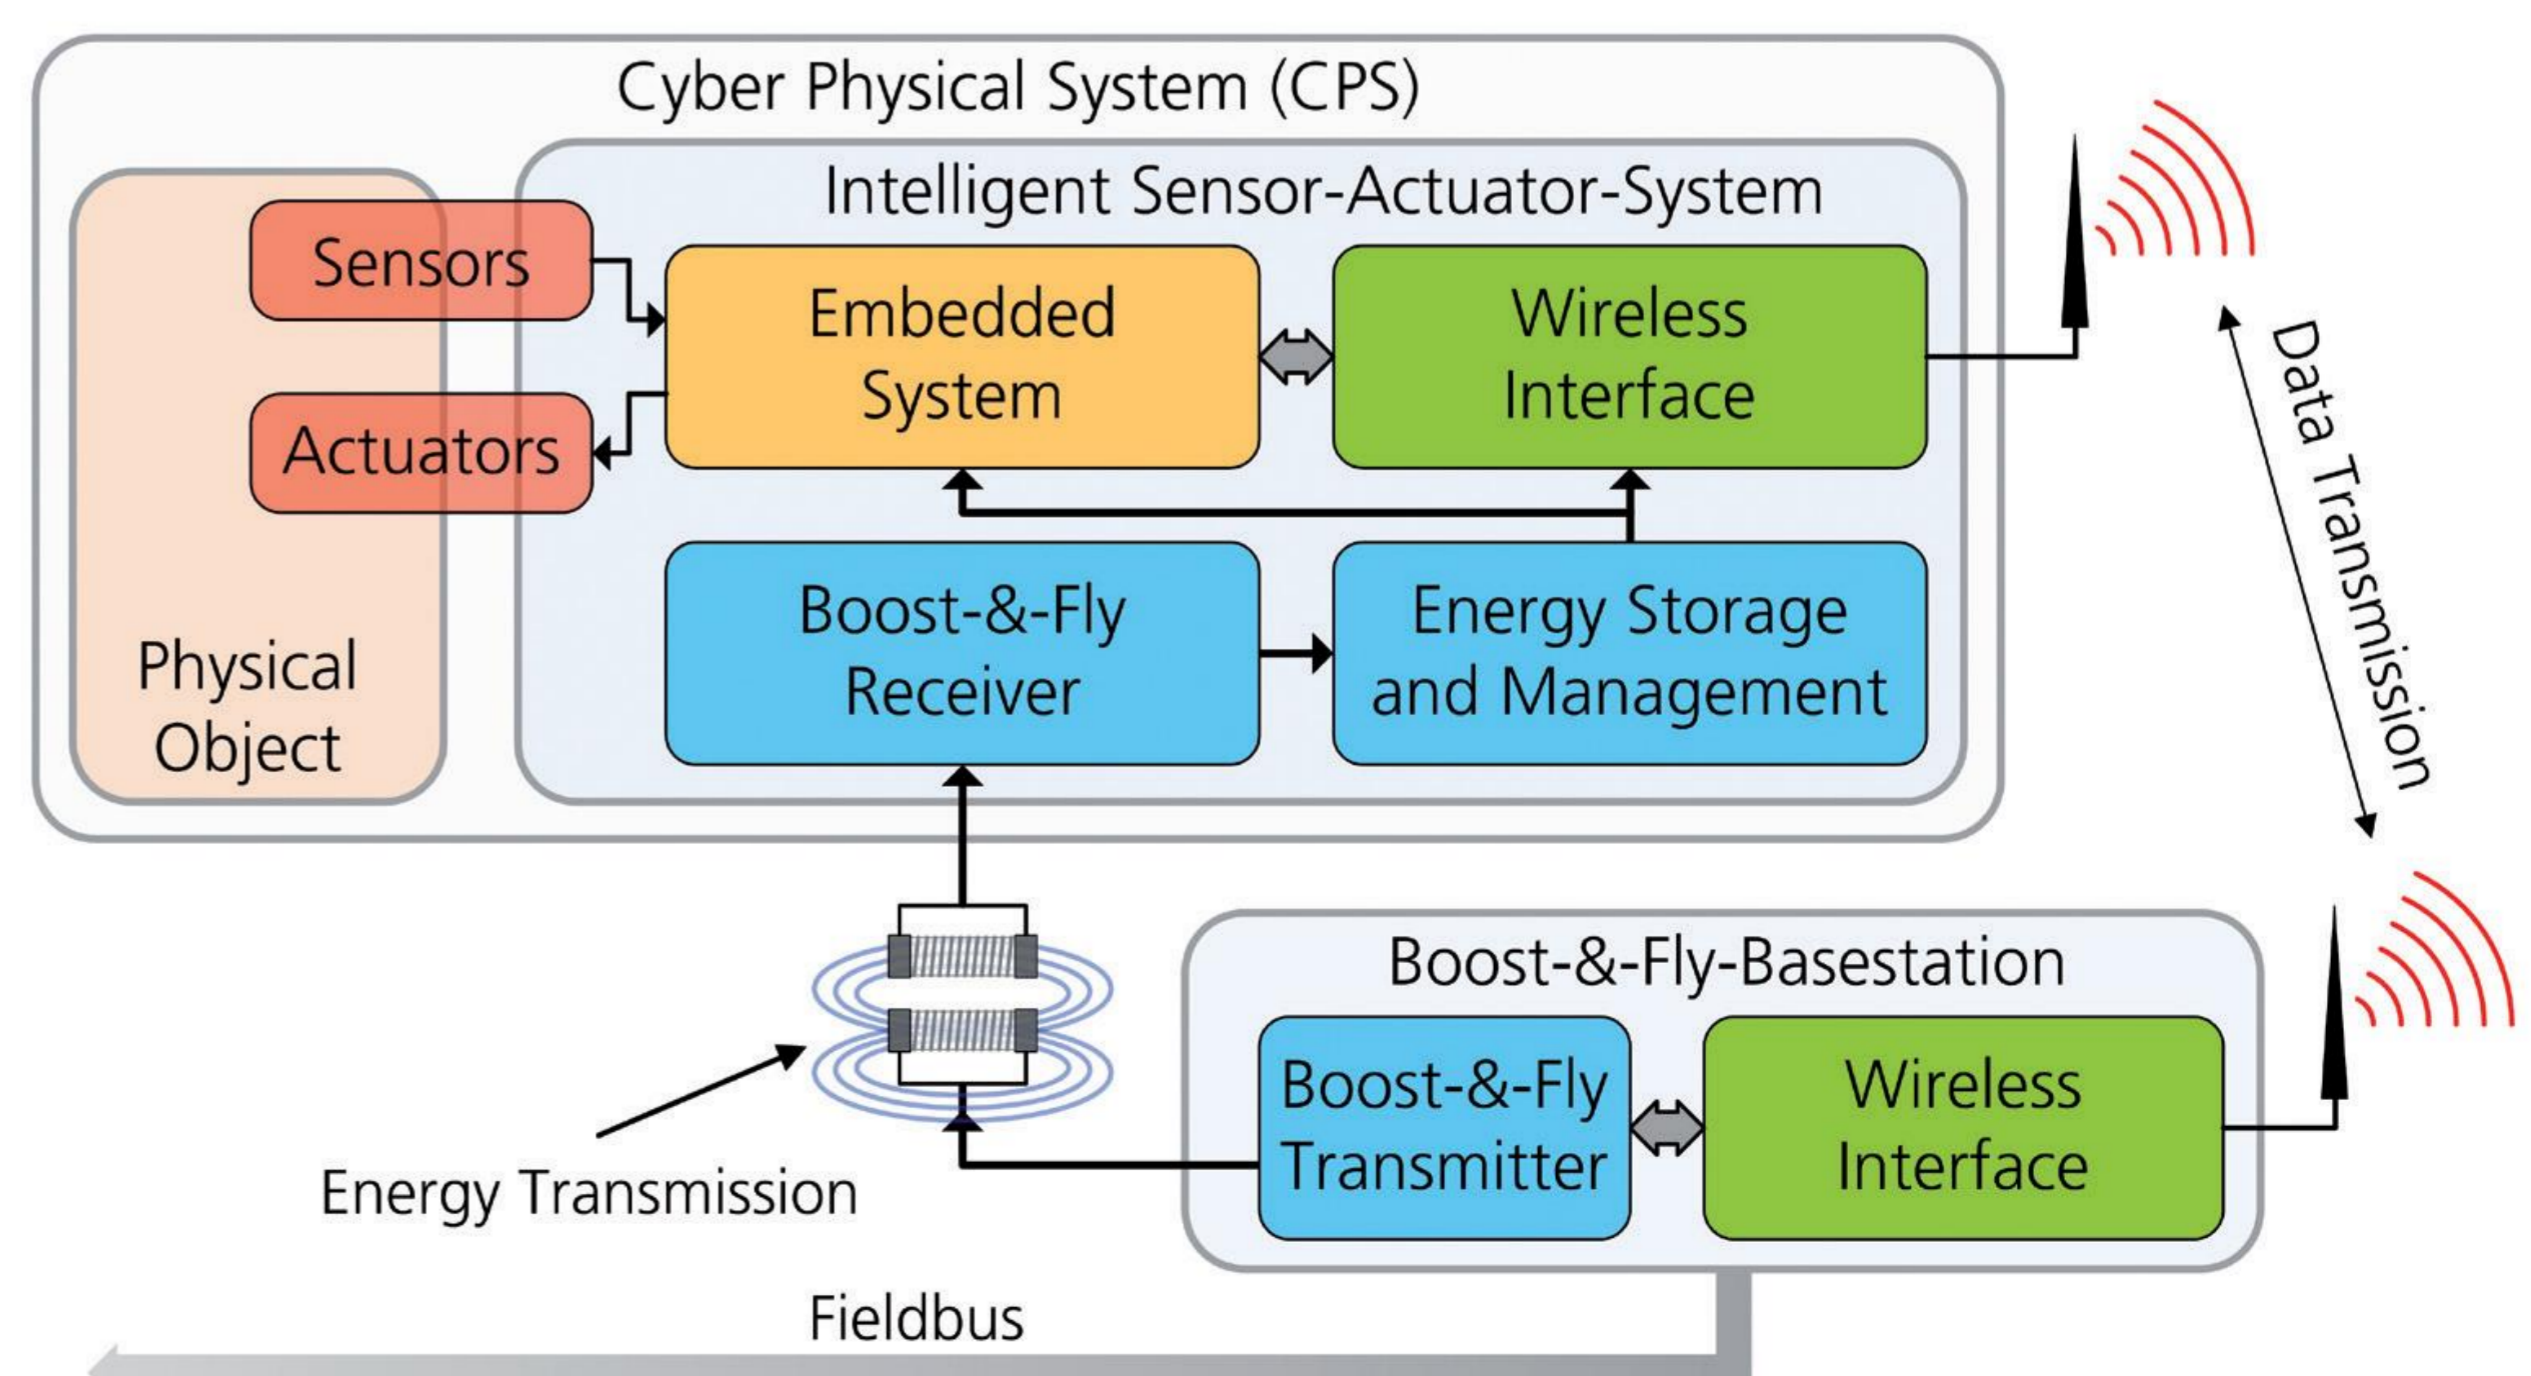 Cyber Physical System (CPS)
Intelligent Sensor-Actuator-System
Sensors
Actuators
Physical
Object
Embedded
System
Wireless
Interface
Boost-&-Fly
Receiver
Energy Storage
and Management
Data Transmission
Energy Transmission
Boost-&-Fly-Basestation
Boost-&-Fly
Transmitter
Wireless
Interface
Fieldbus